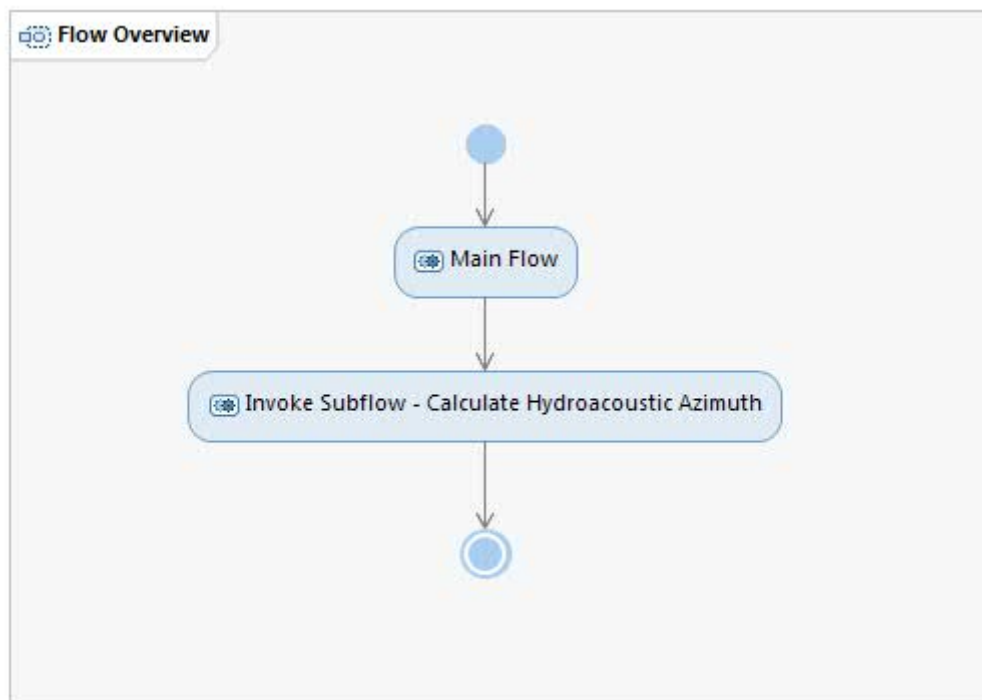 Flow Overview
Main Flow
Invoke Subflow - Calculate Hydroacoustic Azimuth